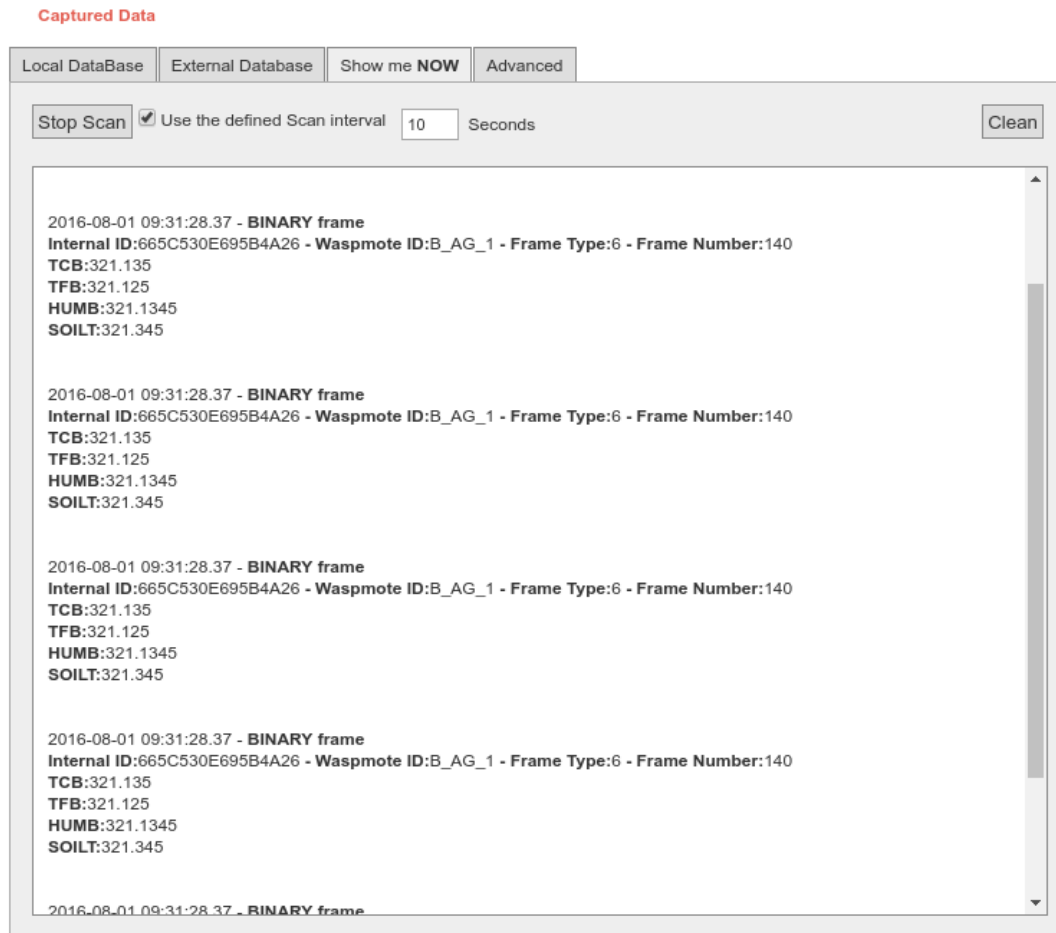 Captured Data
Local DataBase External Database Show me NOW Advanced
Stop Scan Use the defined Scan interval 10 Seconds Clean
2016-08-01 09:31:28.37 - BINARY frame
Internal ID:665C530E695B4A26 - Waspmote ID:B_AG_1 - Frame Type:6 - Frame Number:140
TCB:321.135
TFB:321.125
HUMB:321.1345
SOILT:321.345
2016-08-01 09:31:28.37 - BINARY frame
Internal ID:665C530E695B4A26 - Waspmote ID:B_AG_1 - Frame Type:6 - Frame Number:140
TCB:321.135
TFB:321.125
HUMB:321.1345
SOILT:321.345
2016-08-01 09:31:28.37 - BINARY frame
Internal ID:665C530E695B4A26 - Waspmote ID:B_AG_1 - Frame Type:6 - Frame Number:140
TCB:321.135
TFB:321.125
HUMB:321.1345
SOILT:321.345
2016-08-01 09:31:28.37 - BINARY frame
Internal ID:665C530E695B4A26 - Waspmote ID:B_AG_1 - Frame Type:6 - Frame Number:140
TCB:321.135
TFB:321.125
HUMB:321.1345
SOILT:321.345
2016-08-01 09:31:28.37 - BINARY frame